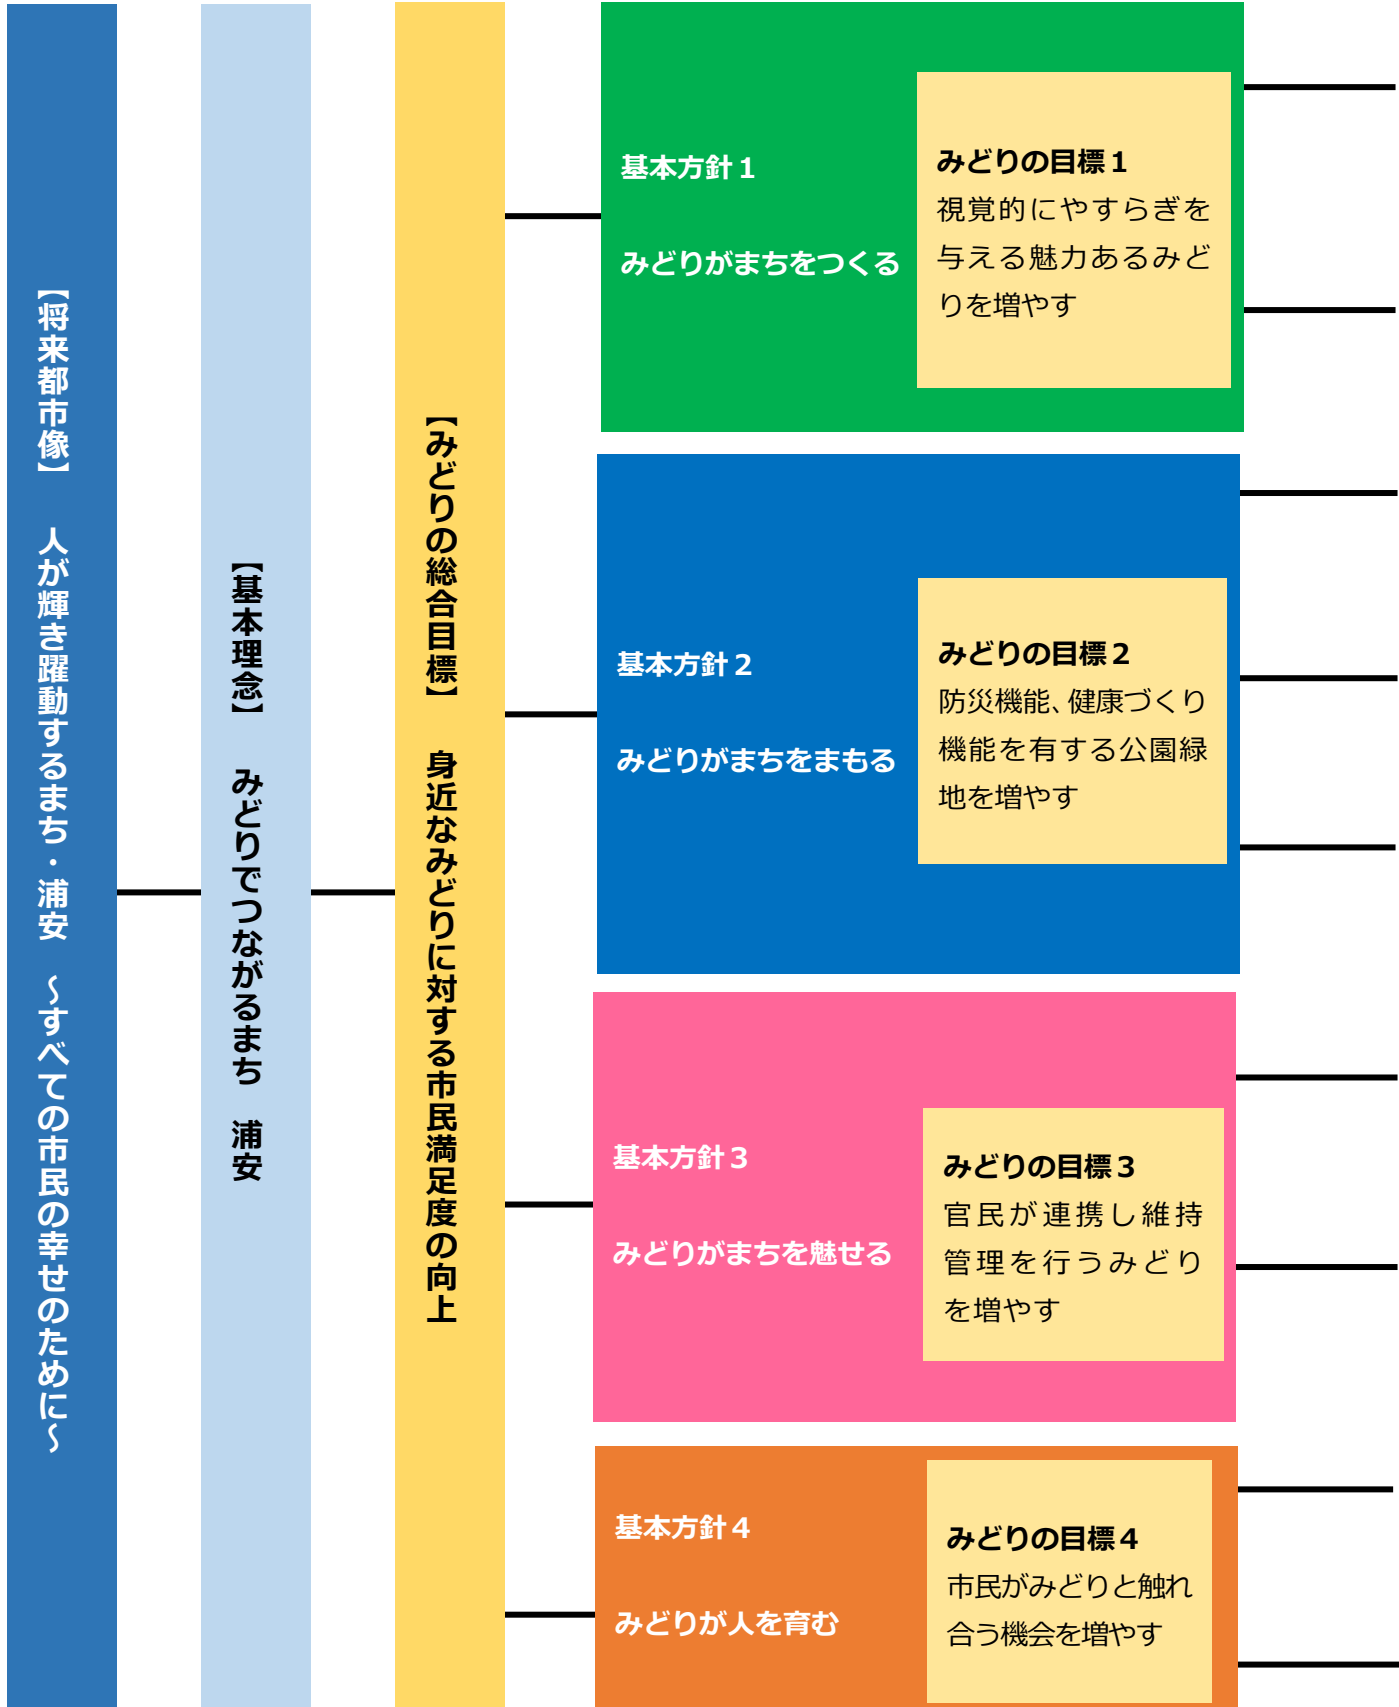 【将来都市像】　人が輝き躍動するまち・浦安　～すべての市民の幸せのために～
【基本理念】　みどりでつながるまち　浦安
【みどりの総合目標】　身近なみどりに対する市民満足度の向上
基本方針１
みどりがまちをつくる
みどりの目標１
視覚的にやすらぎを
与える魅力あるみど
りを増やす
基本方針２
みどりがまちをまもる
みどりの目標２
防災機能、健康づくり
機能を有する公園緑
地を増やす
基本方針３
みどりがまちを魅せる
みどりの目標３
官民が連携し維持
管理を行うみどり
を増やす
基本方針４
みどりが人を育む
みどりの目標４
市民がみどりと触れ
合う機会を増やす